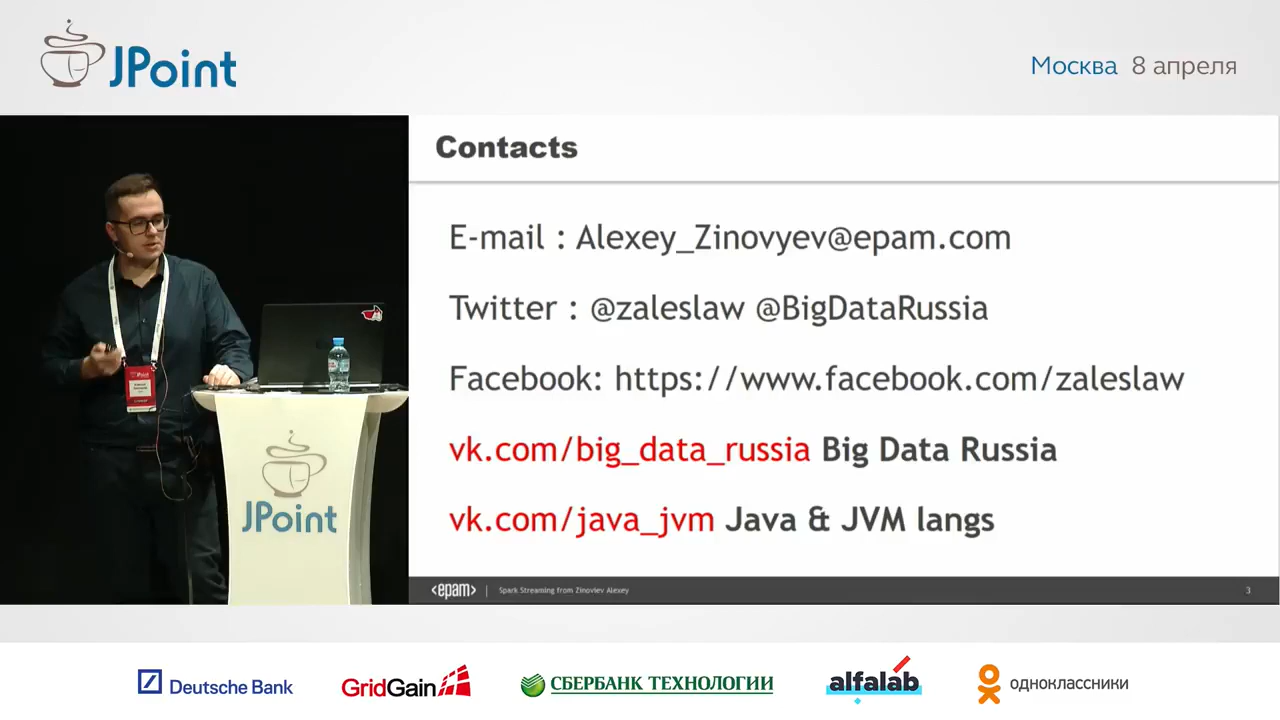 JPoint
Москва 8 апреля
Contacts
E-mail : Alexey_Zinovyev@epam.com
Twitter : @zaleslaw @BigDataRussia
Facebook: https://www.facebook.com/zaleslaw
vk.com/big_data_russia Big Data Russia
vk.com/java_jvm Java & JVM langs
<epam> | Spark Streaming from Zinoviev Alexey 3
JPoint
JPoint
Deutsche Bank
GridGain
СБЕРБАНК ТЕХНОЛОГИИ
alfalab
одноклассники